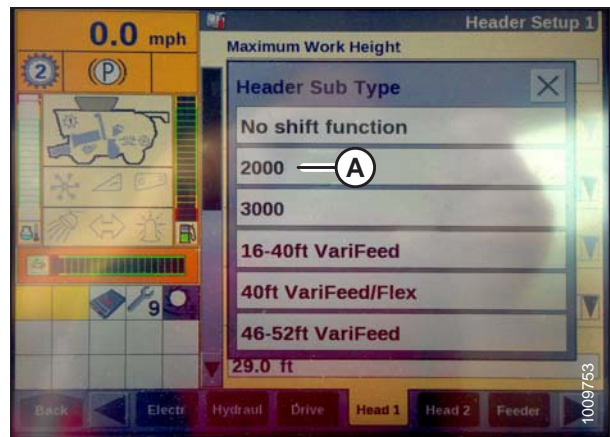 0.0 mph
Header Setup 1
Maximum Work Height
2
(P)
Header Sub Type
No shift function
2000
A
3000
16-40ft VariFeed
40ft VariFeed/Flex
46-52ft VariFeed
9
29.0 ft
Back
Electr
Hydraul
Drive
Head 1
Head 2
Feeder
1009753